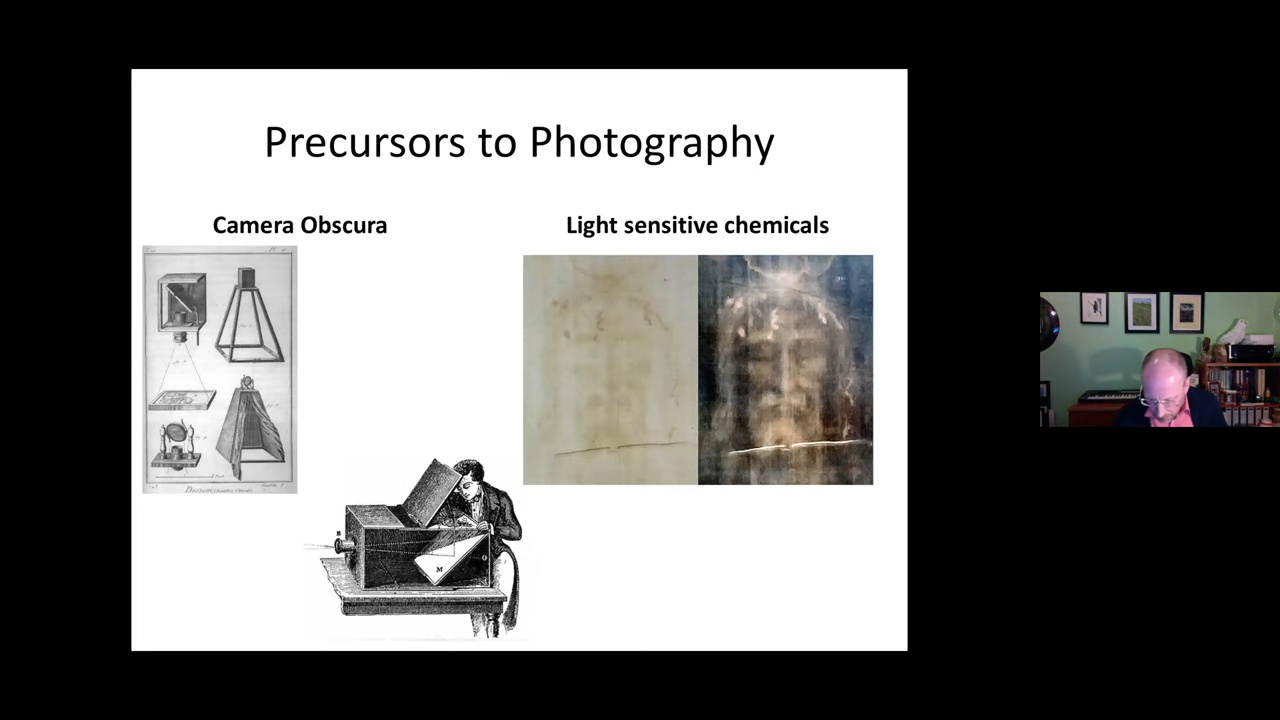 Precursors to Photography
Camera Obscura
Light sensitive chemicals
B
M
O